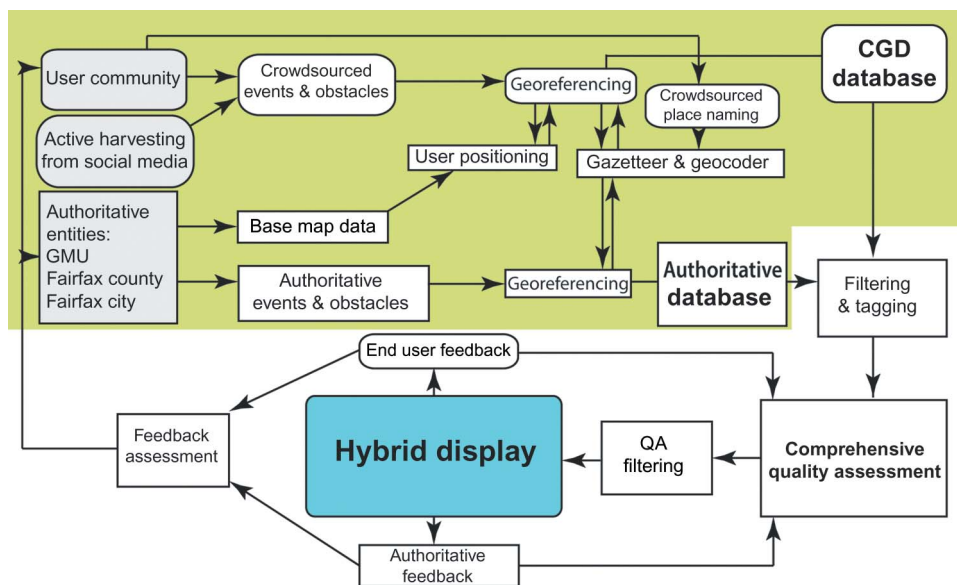 User community
Crowdsourced
events & obstacles
Georeferencing
CGD
database
Crowdsourced
place naming
Active harvesting
from social media
User positioning
Gazetteer & geocoder
Authoritative
entities:
GMU
Fairfax county
Fairfax city
Base map data
Authoritative
events & obstacles
Georeferencing
Authoritative
database
Filtering
& tagging
End user feedback
Feedback
assessment
Hybrid display
QA
filtering
Comprehensive
quality assessment
Authoritative
feedback